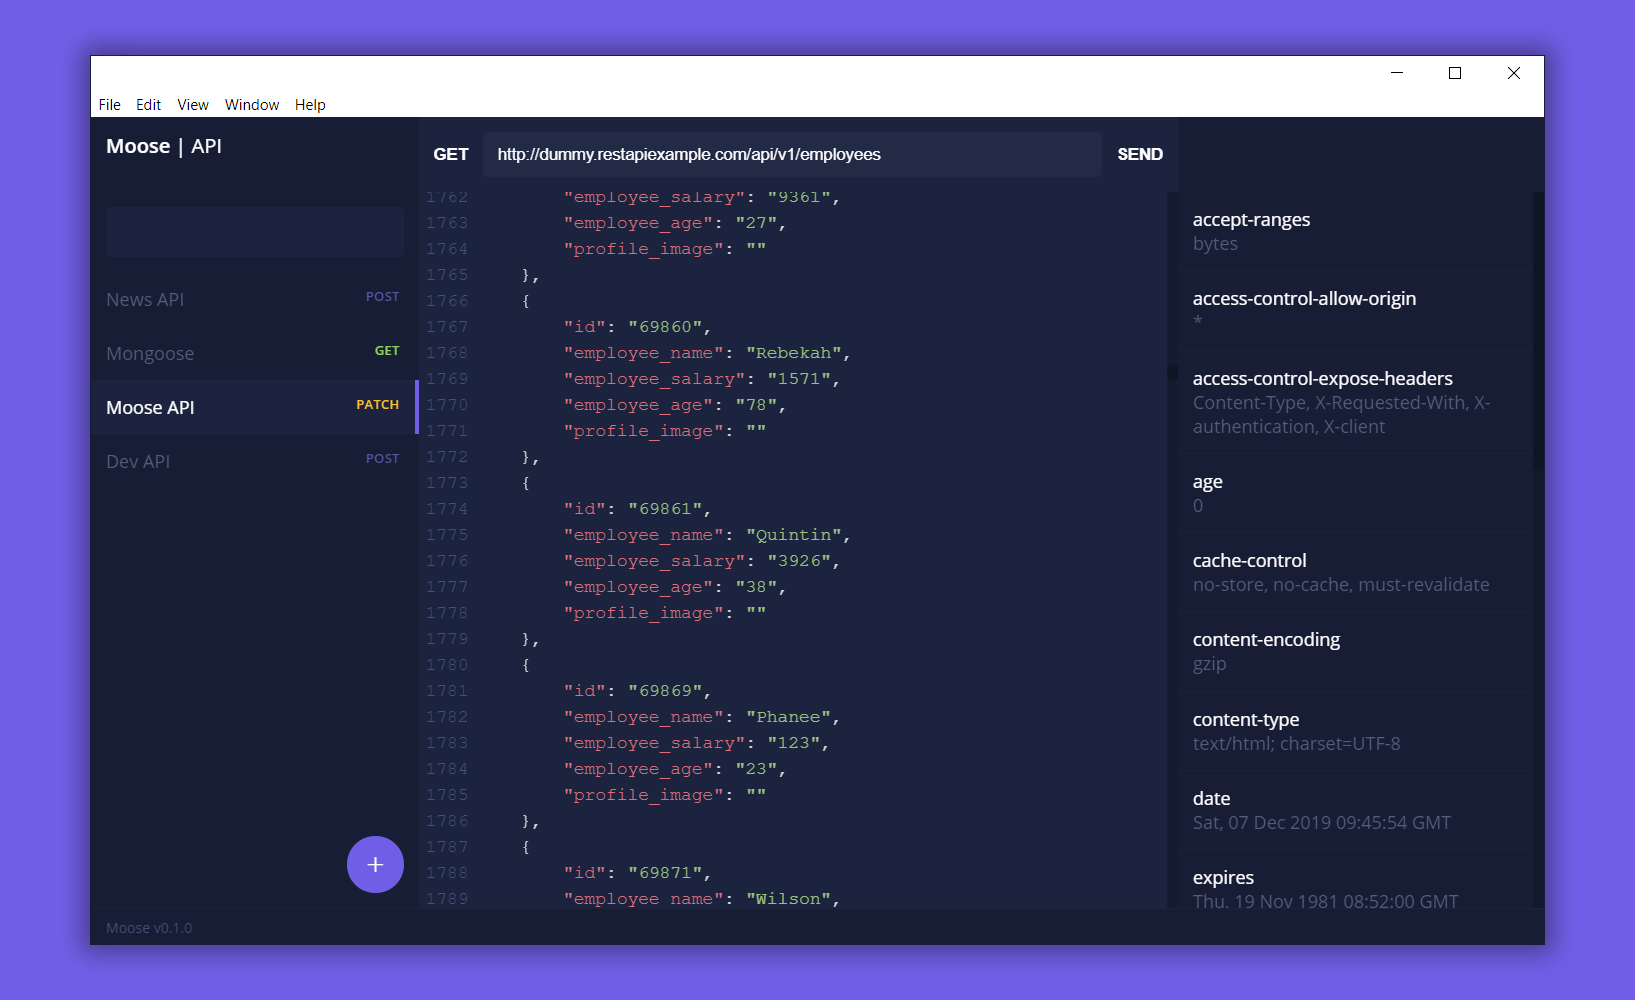 File Edit View Window Help
Moose | API
News API POST
Mongoose GET
Moose API PATCH
Dev API POST
+
Moose v0.1.0
GET http://dummy.restapiexample.com/api/v1/employees SEND
1762 "employee_salary": "9361",
1763 "employee_age": "27",
1764 "profile_image": ""
1765 },
1766 {
1767 "id": "69860",
1768 "employee_name": "Rebekah",
1769 "employee_salary": "1571",
1770 "employee_age": "78",
1771 "profile_image": ""
1772 },
1773 {
1774 "id": "69861",
1775 "employee_name": "Quintin",
1776 "employee_salary": "3926",
1777 "employee_age": "38",
1778 "profile_image": ""
1779 },
1780 {
1781 "id": "69869",
1782 "employee_name": "Phanee",
1783 "employee_salary": "123",
1784 "employee_age": "23",
1785 "profile_image": ""
1786 },
1787 {
1788 "id": "69871",
1789 "employee_name": "Wilson",
accept-ranges
bytes
access-control-allow-origin
*
access-control-expose-headers
Content-Type, X-Requested-With, X-
authentication, X-client
age
0
cache-control
no-store, no-cache, must-revalidate
content-encoding
gzip
content-type
text/html; charset=UTF-8
date
Sat, 07 Dec 2019 09:45:54 GMT
expires
Thu, 19 Nov 1981 08:52:00 GMT